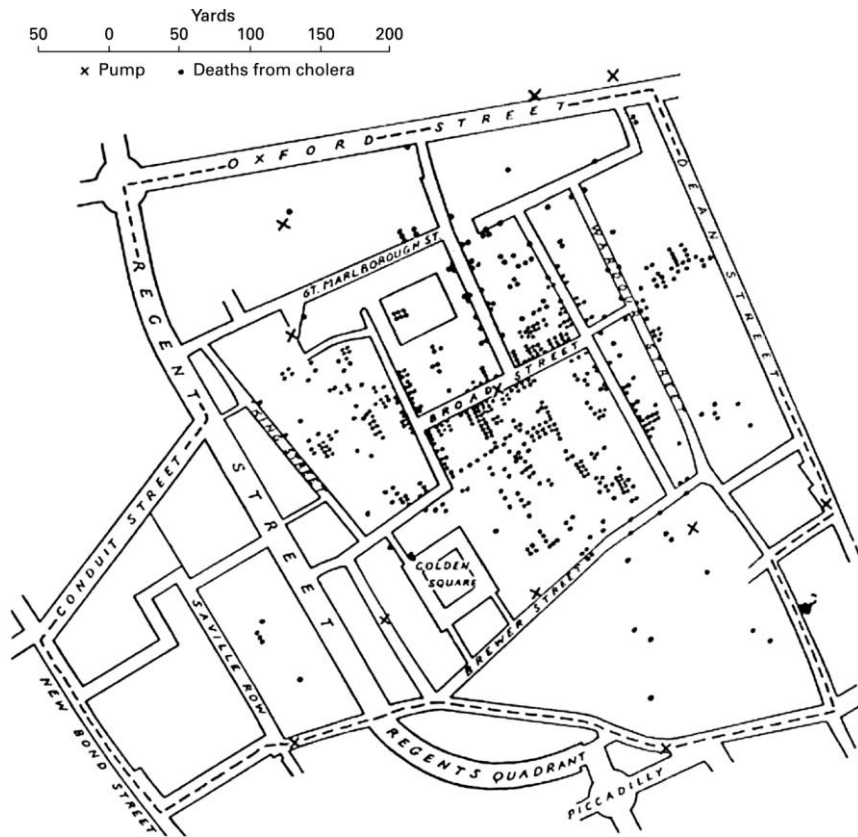 Yards
50 0 50 100 150 200
× Pump • Deaths from cholera
OXFORD STREET
DEAN STREET
REGENT STREET
GT. MARLBOROUGH ST.
WARDOUR STREET
BROAD STREET
KING STREET
CONDUIT STREET
GOLDEN
SQUARE
BREWER STREET
SAVILLE ROW
NEW BOND STREET
REGENTS QUADRANT
PICCADILLY